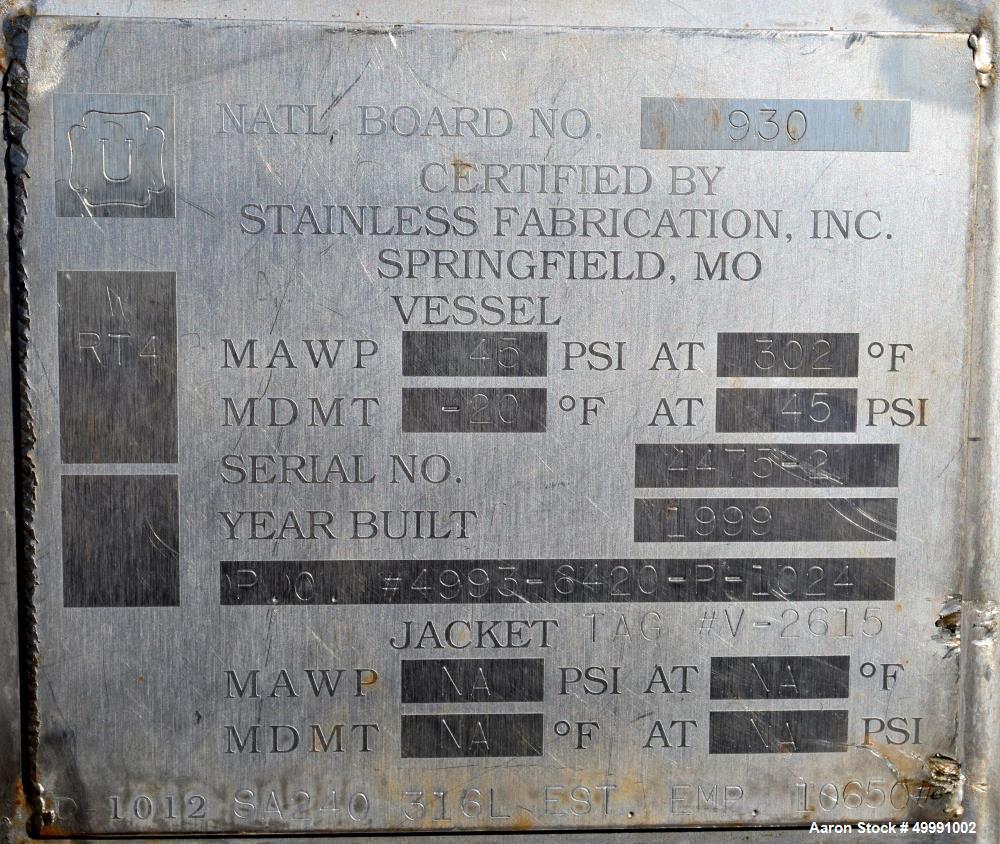 U
NATL. BOARD NO. 930
CERTIFIED BY
STAINLESS FABRICATION, INC.
SPRINGFIELD, MO
VESSEL
W
RT4
MAWP 45 PSI AT 302 °F
MDMT -20 °F AT 45 PSI
SERIAL NO. 4475-2
YEAR BUILT 1999
P.O. #4993-6420-P-1024
JACKET TAG #V-2615
MAWP NA PSI AT NA °F
MDMT NA °F AT NA PSI
D-1012 SA240 316L EST. EMP. 10650#
Aaron Stock # 49991002